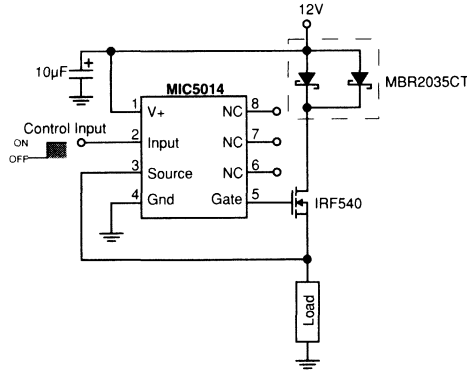 12V
10µF
+
MBR2035CT
MIC5014
1 V+ NC 8
Control Input
ON
OFF
2 Input NC 7
3 Source NC 6
4 Gnd Gate 5
IRF540
Load